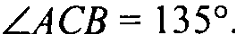 ∠ACB = 135°.